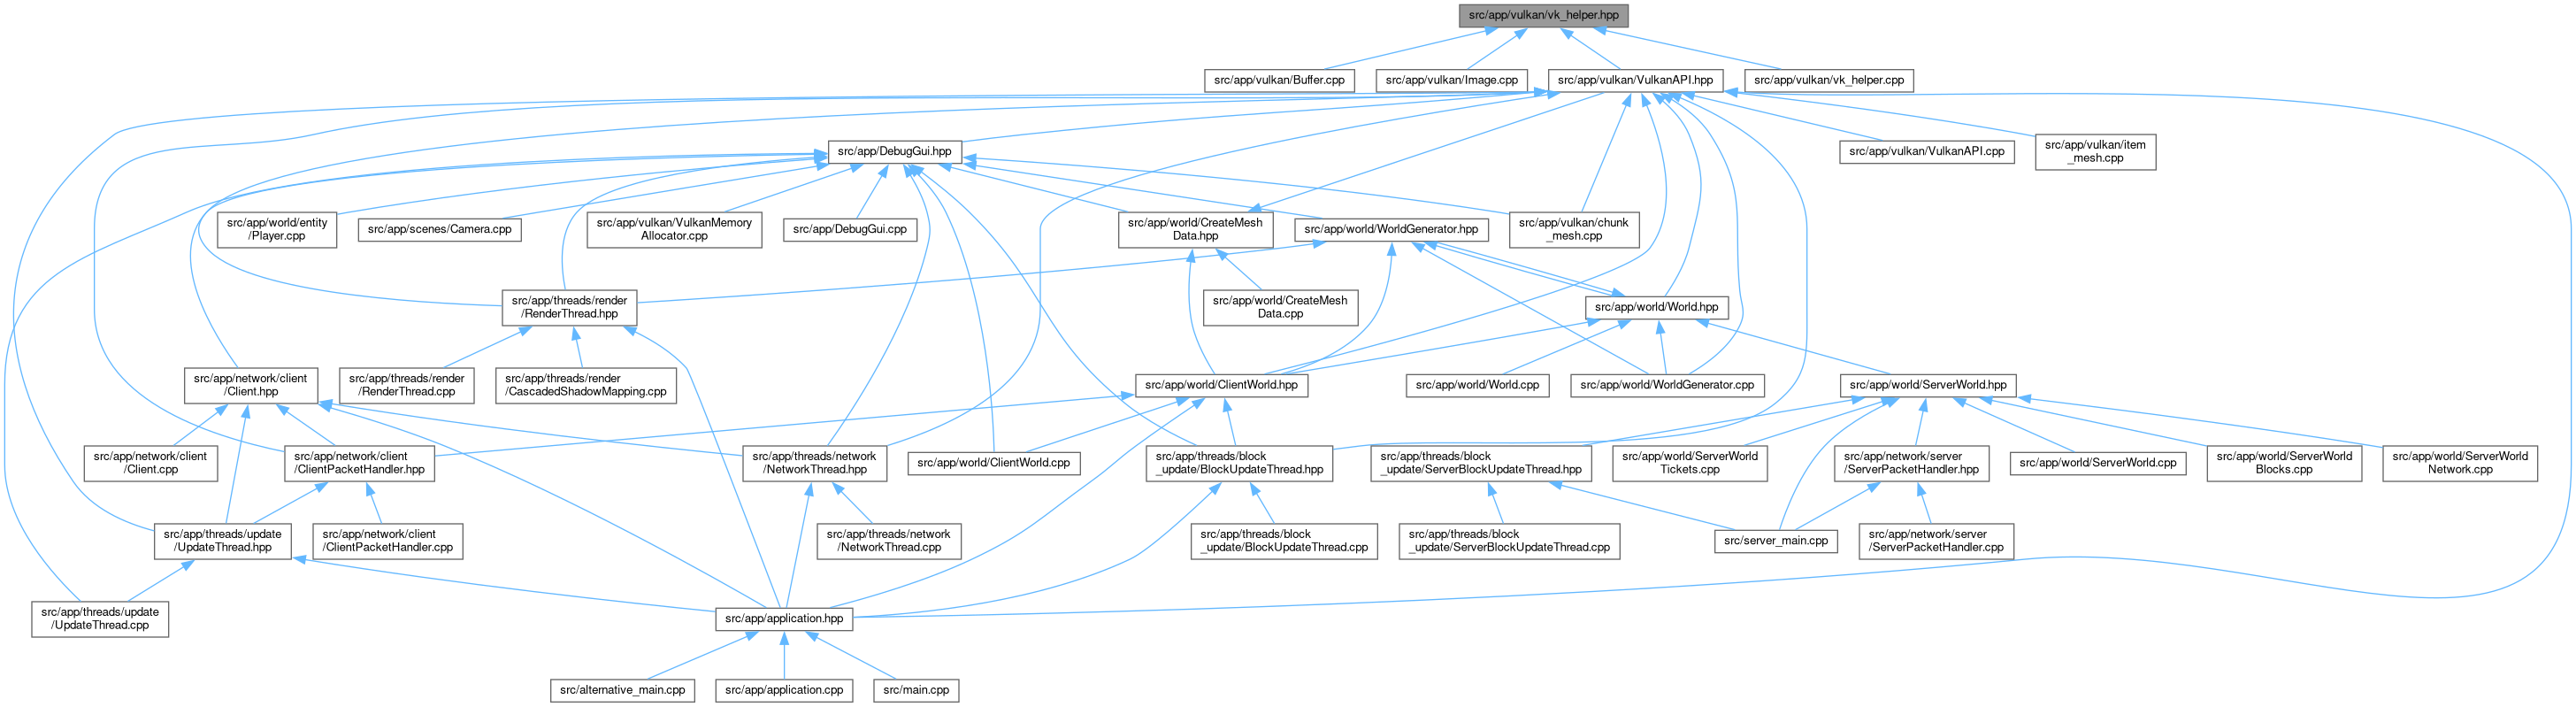 src/app/vulkan/vk_helper.hpp
src/app/vulkan/Buffer.cpp
src/app/vulkan/Image.cpp
src/app/vulkan/VulkanAPI.hpp
src/app/vulkan/vk_helper.cpp
src/app/DebugGui.hpp
src/app/vulkan/VulkanAPI.cpp
src/app/vulkan/item
_mesh.cpp
src/app/world/entity
/Player.cpp
src/app/scenes/Camera.cpp
src/app/vulkan/VulkanMemory
Allocator.cpp
src/app/DebugGui.cpp
src/app/world/CreateMesh
Data.hpp
src/app/world/WorldGenerator.hpp
src/app/vulkan/chunk
_mesh.cpp
src/app/threads/render
/RenderThread.hpp
src/app/world/CreateMesh
Data.cpp
src/app/world/World.hpp
src/app/network/client
/Client.hpp
src/app/threads/render
/RenderThread.cpp
src/app/threads/render
/CascadedShadowMapping.cpp
src/app/world/ClientWorld.hpp
src/app/world/World.cpp
src/app/world/WorldGenerator.cpp
src/app/world/ServerWorld.hpp
src/app/network/client
/Client.cpp
src/app/network/client
/ClientPacketHandler.hpp
src/app/threads/network
/NetworkThread.hpp
src/app/world/ClientWorld.cpp
src/app/threads/block
_update/BlockUpdateThread.hpp
src/app/threads/block
_update/ServerBlockUpdateThread.hpp
src/app/world/ServerWorld
Tickets.cpp
src/app/network/server
/ServerPacketHandler.hpp
src/app/world/ServerWorld.cpp
src/app/world/ServerWorld
Blocks.cpp
src/app/world/ServerWorld
Network.cpp
src/app/threads/update
/UpdateThread.hpp
src/app/network/client
/ClientPacketHandler.cpp
src/app/threads/network
/NetworkThread.cpp
src/app/threads/block
_update/BlockUpdateThread.cpp
src/app/threads/block
_update/ServerBlockUpdateThread.cpp
src/server_main.cpp
src/app/network/server
/ServerPacketHandler.cpp
src/app/threads/update
/UpdateThread.cpp
src/app/application.hpp
src/alternative_main.cpp
src/app/application.cpp
src/main.cpp